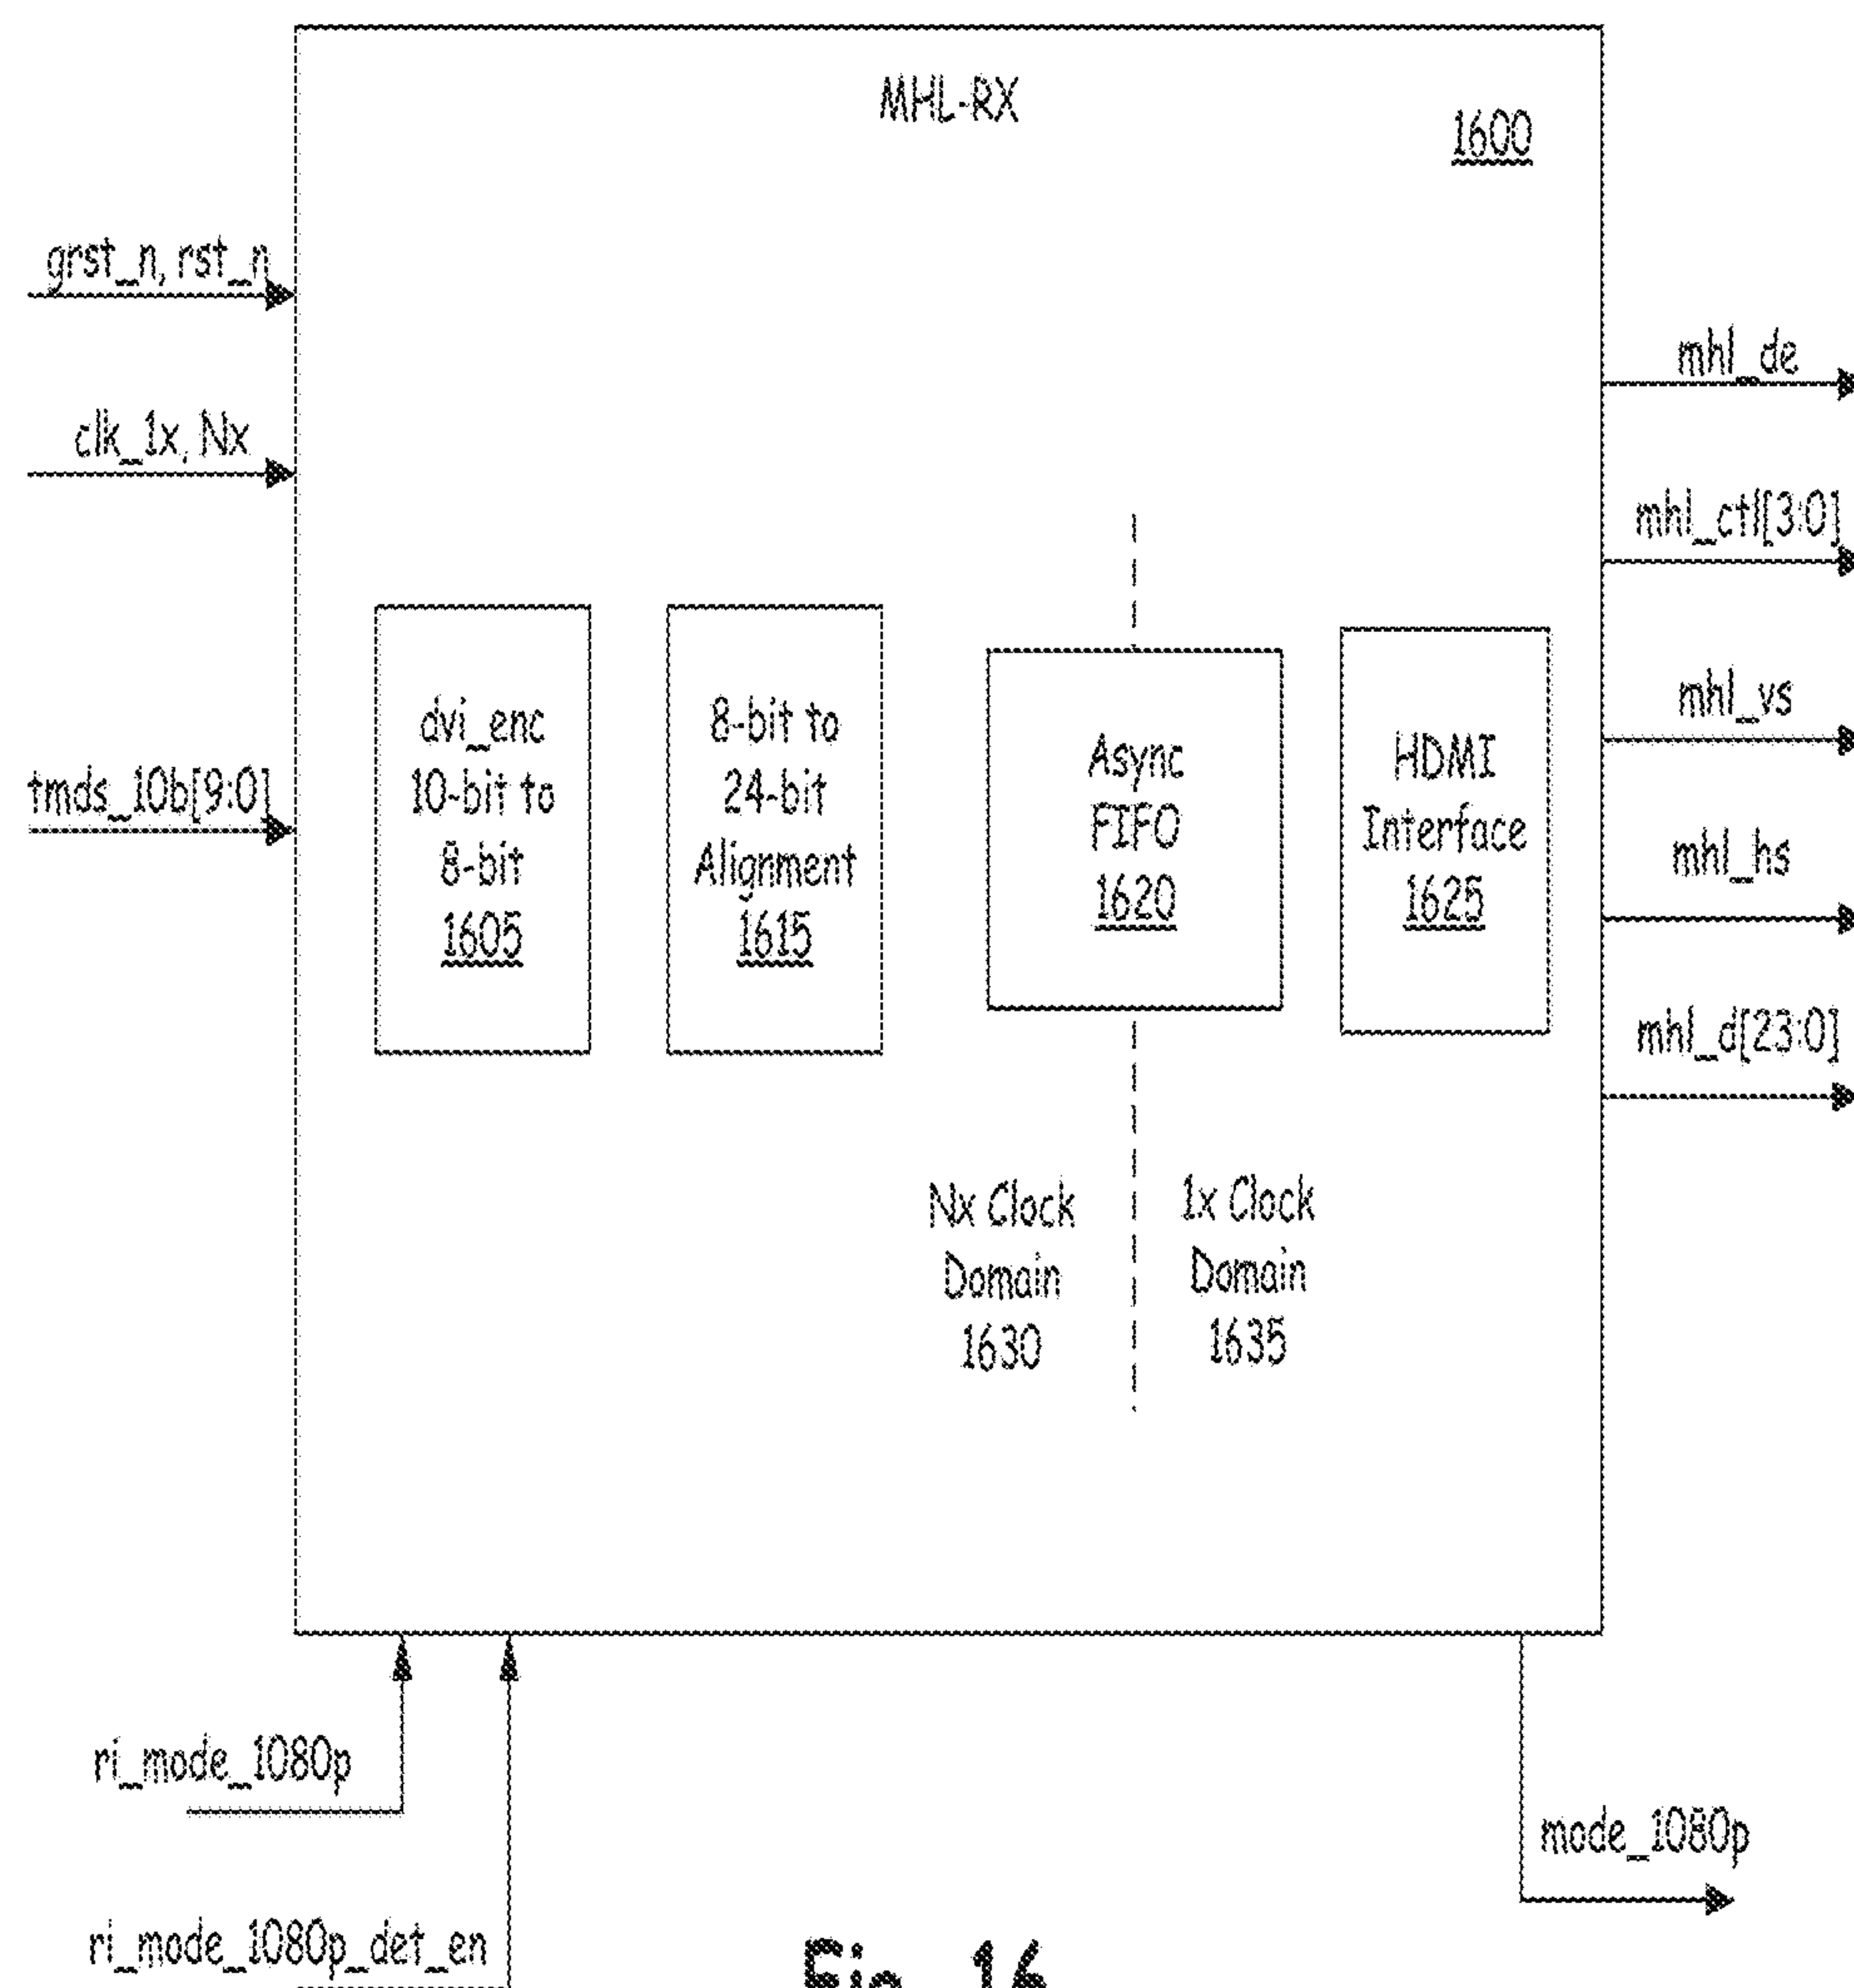 MHL-RX
1600
grst_n, rst_n
clk_1x, Nx
tmds_10b[9:0]
dvi_enc
10-bit to
8-bit
1605
8-bit to
24-bit
Alignment
1615
Async
FIFO
1620
HDMI
Interface
1625
Nx Clock
Domain
1630
1x Clock
Domain
1635
mhl_de
mhl_ctl[3:0]
mhl_vs
mhl_hs
mhl_d[23:0]
ri_mode_1080p
ri_mode_1080p_det_en
mode_1080p
Fig. 16